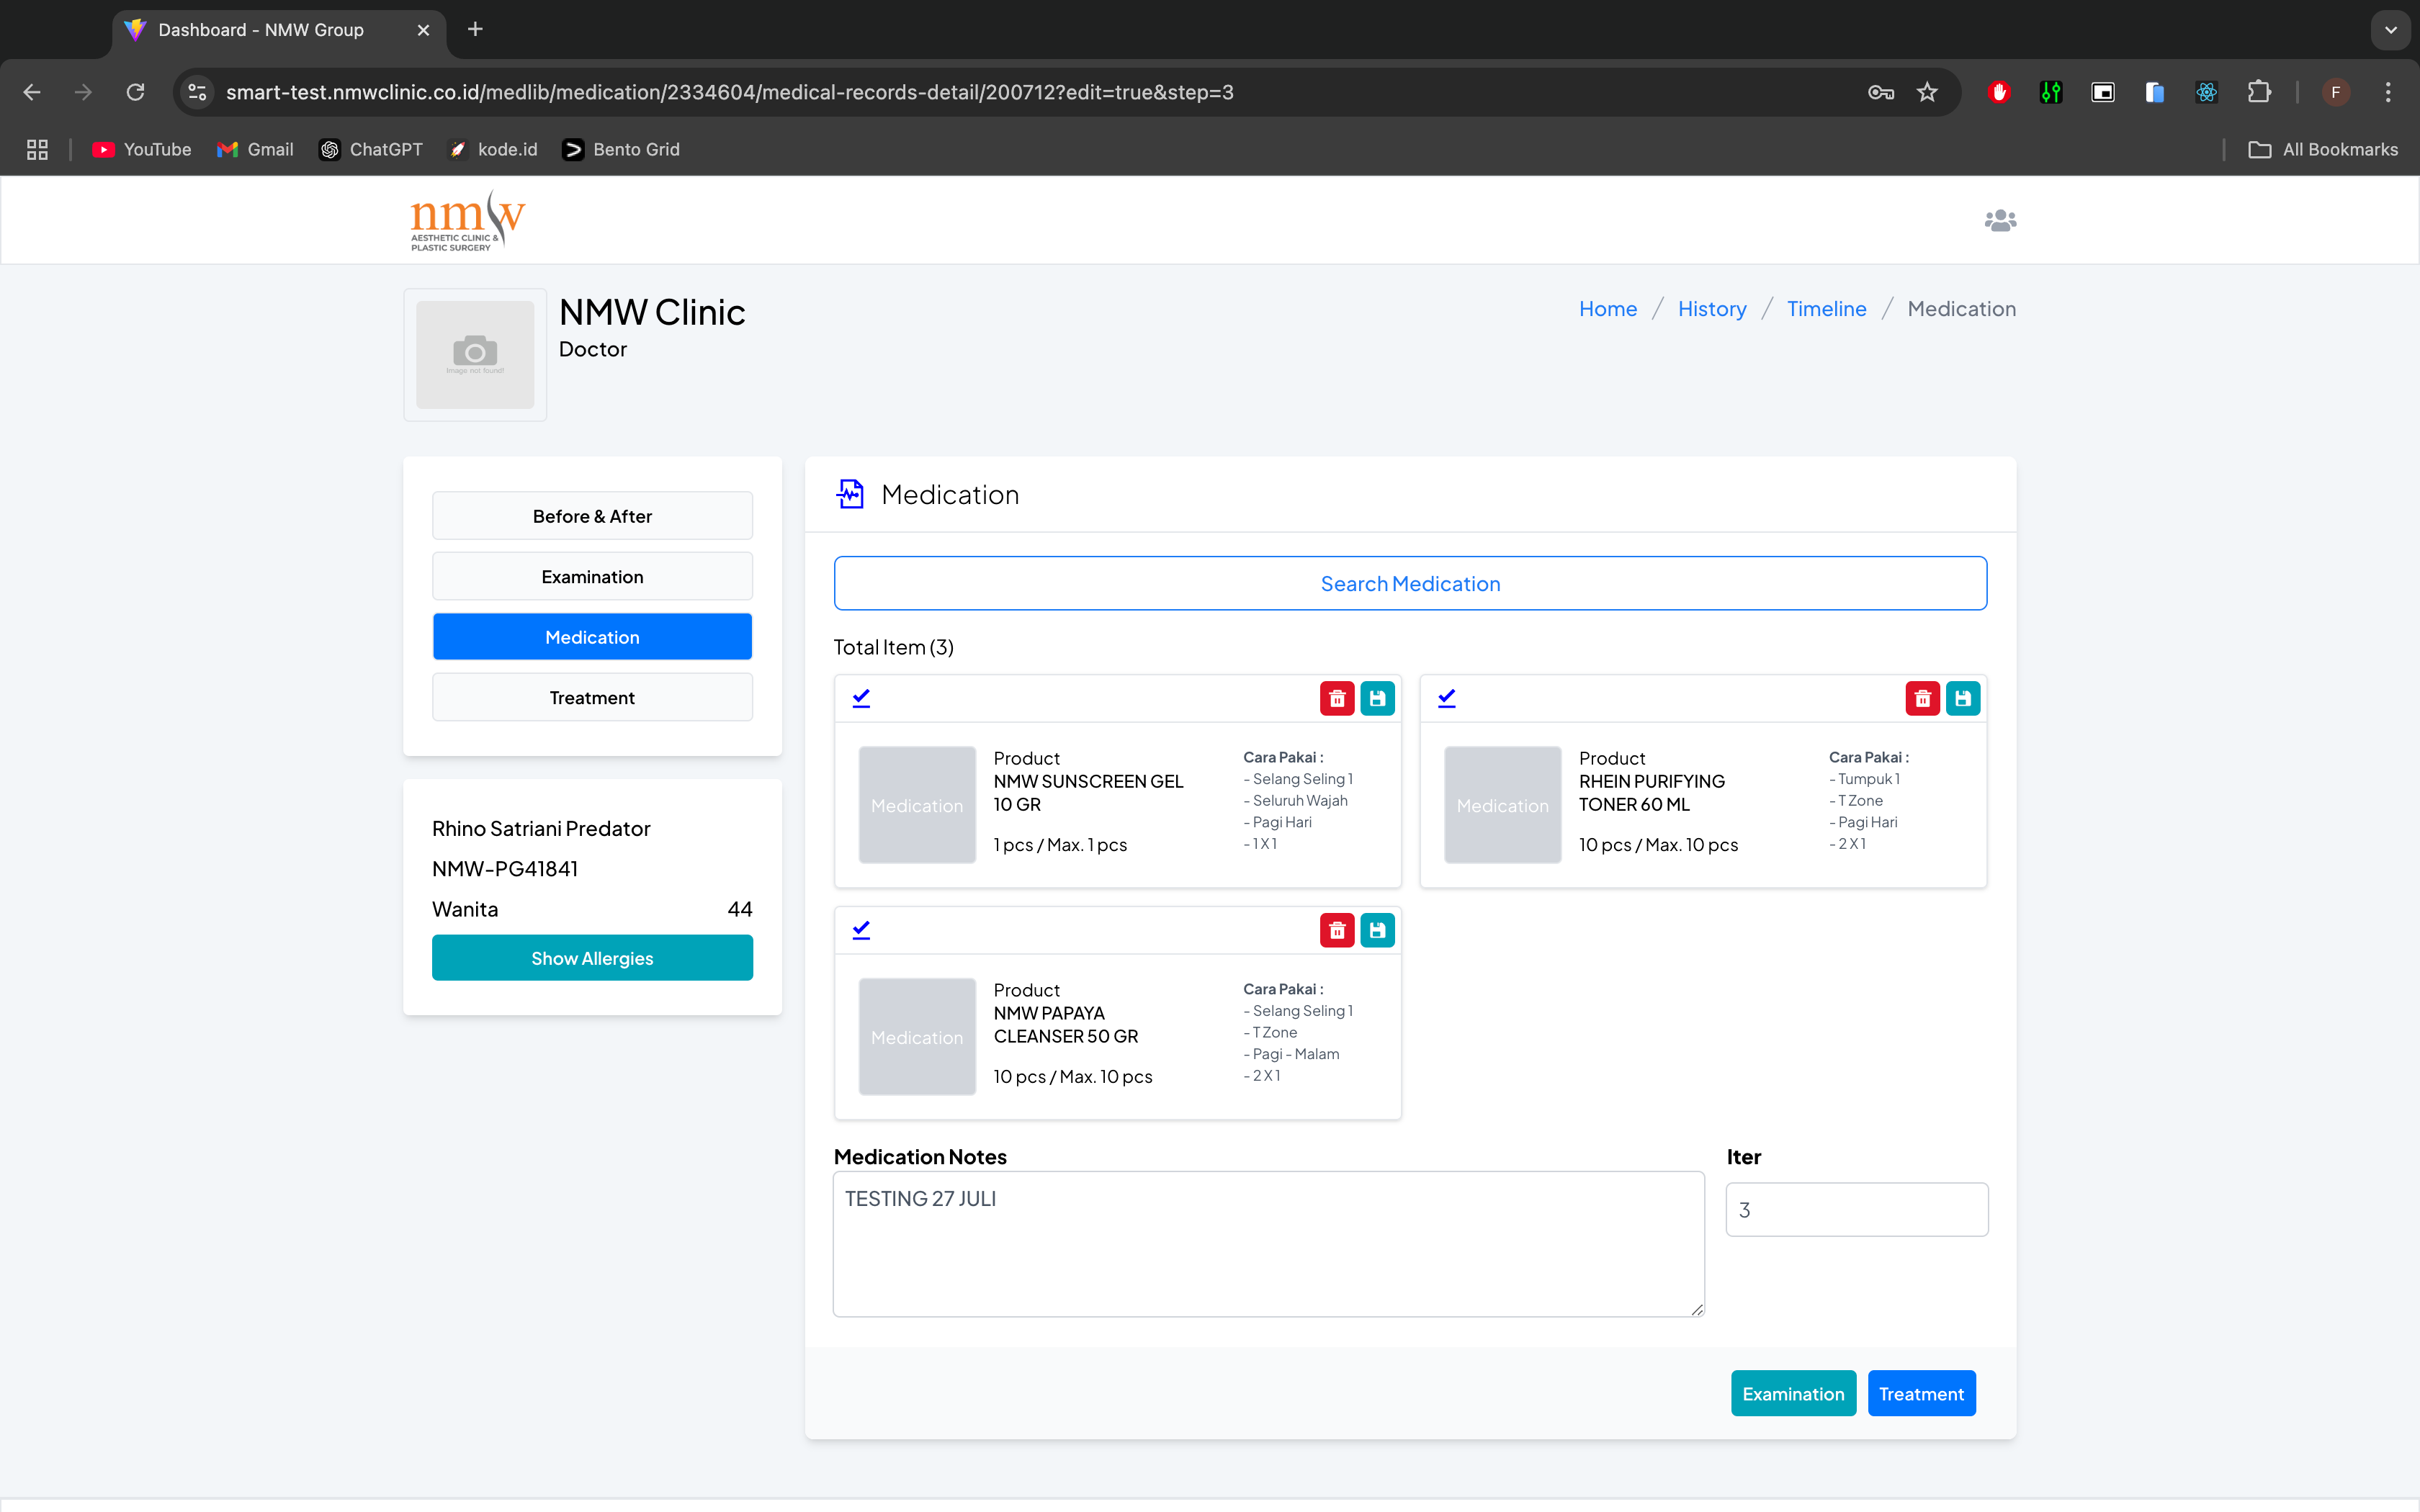 Dashboard - NMW Group
smart-test.nmwclinic.co.id/medlib/medication/2334604/medical-records-detail/200712?edit=true&step=3
F
YouTube
Gmail
ChatGPT
kode.id
Bento Grid
All Bookmarks
nmw
AESTHETIC CLINIC &
PLASTIC SURGERY
Image not found!
NMW Clinic
Doctor
Home / History / Timeline / Medication
Before & After
Examination
Medication
Treatment
Rhino Satriani Predator
NMW-PG41841
Wanita 44
Show Allergies
Medication
Search Medication
Total Item (3)
Medication
Product
NMW SUNSCREEN GEL
10 GR
1 pcs / Max. 1 pcs
Cara Pakai :
- Selang Seling 1
- Seluruh Wajah
- Pagi Hari
- 1 X 1
Medication
Product
RHEIN PURIFYING
TONER 60 ML
10 pcs / Max. 10 pcs
Cara Pakai :
- Tumpuk 1
- T Zone
- Pagi Hari
- 2 X 1
Medication
Product
NMW PAPAYA
CLEANSER 50 GR
10 pcs / Max. 10 pcs
Cara Pakai :
- Selang Seling 1
- T Zone
- Pagi - Malam
- 2 X 1
Medication Notes
TESTING 27 JULI
Iter
3
Examination
Treatment